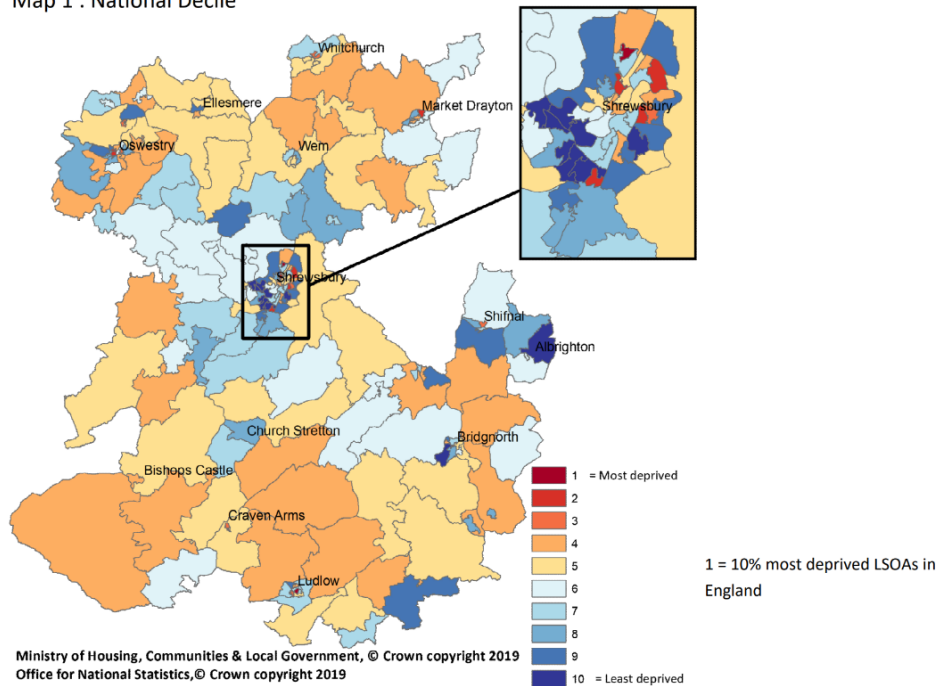 Map 1 : National Decile
Whitchurch
Ellesmere
Market Drayton
Oswestry
Wem
Shrewsbury
Shrewsbury
Shifnal
Albrighton
Church Stretton
Bridgnorth
Bishops Castle
Craven Arms
Ludlow
1 = Most deprived
2
3
4
5
6
7
8
9
10 = Least deprived
1 = 10% most deprived LSOAs in
England
Ministry of Housing, Communities & Local Government, © Crown copyright 2019
Office for National Statistics,© Crown copyright 2019